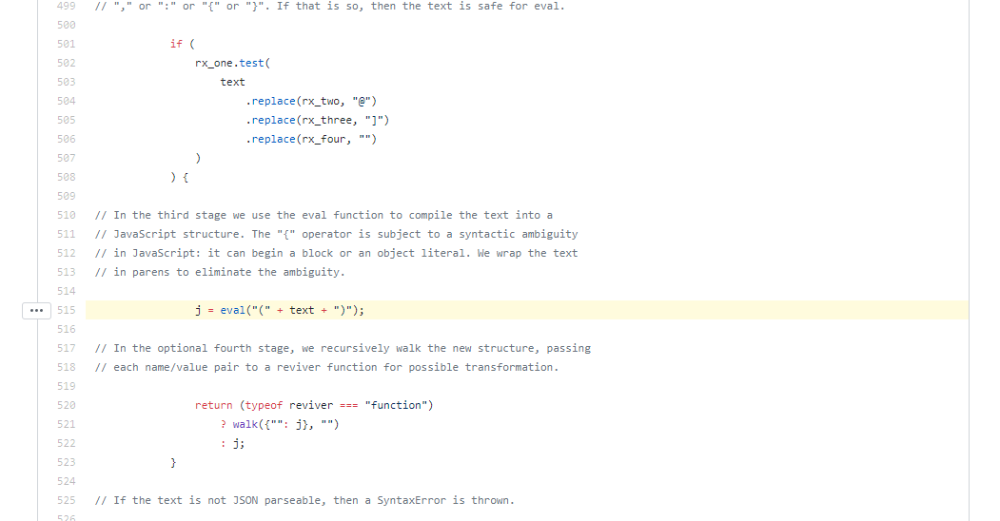 499 // "," or ":" or "{" or "}". If that is so, then the text is safe for eval.
500
501 if (
502 rx_one.test(
503 text
504 .replace(rx_two, "@")
505 .replace(rx_three, "]")
506 .replace(rx_four, "")
507 )
508 ) {
509
510 // In the third stage we use the eval function to compile the text into a
511 // JavaScript structure. The "{" operator is subject to a syntactic ambiguity
512 // in JavaScript: it can begin a block or an object literal. We wrap the text
513 // in parens to eliminate the ambiguity.
514
••• 515 j = eval("(" + text + ")");
516
517 // In the optional fourth stage, we recursively walk the new structure, passing
518 // each name/value pair to a reviver function for possible transformation.
519
520 return (typeof reviver === "function")
521 ? walk({"": j}, "")
522 : j;
523 }
524
525 // If the text is not JSON parseable, then a SyntaxError is thrown.
526